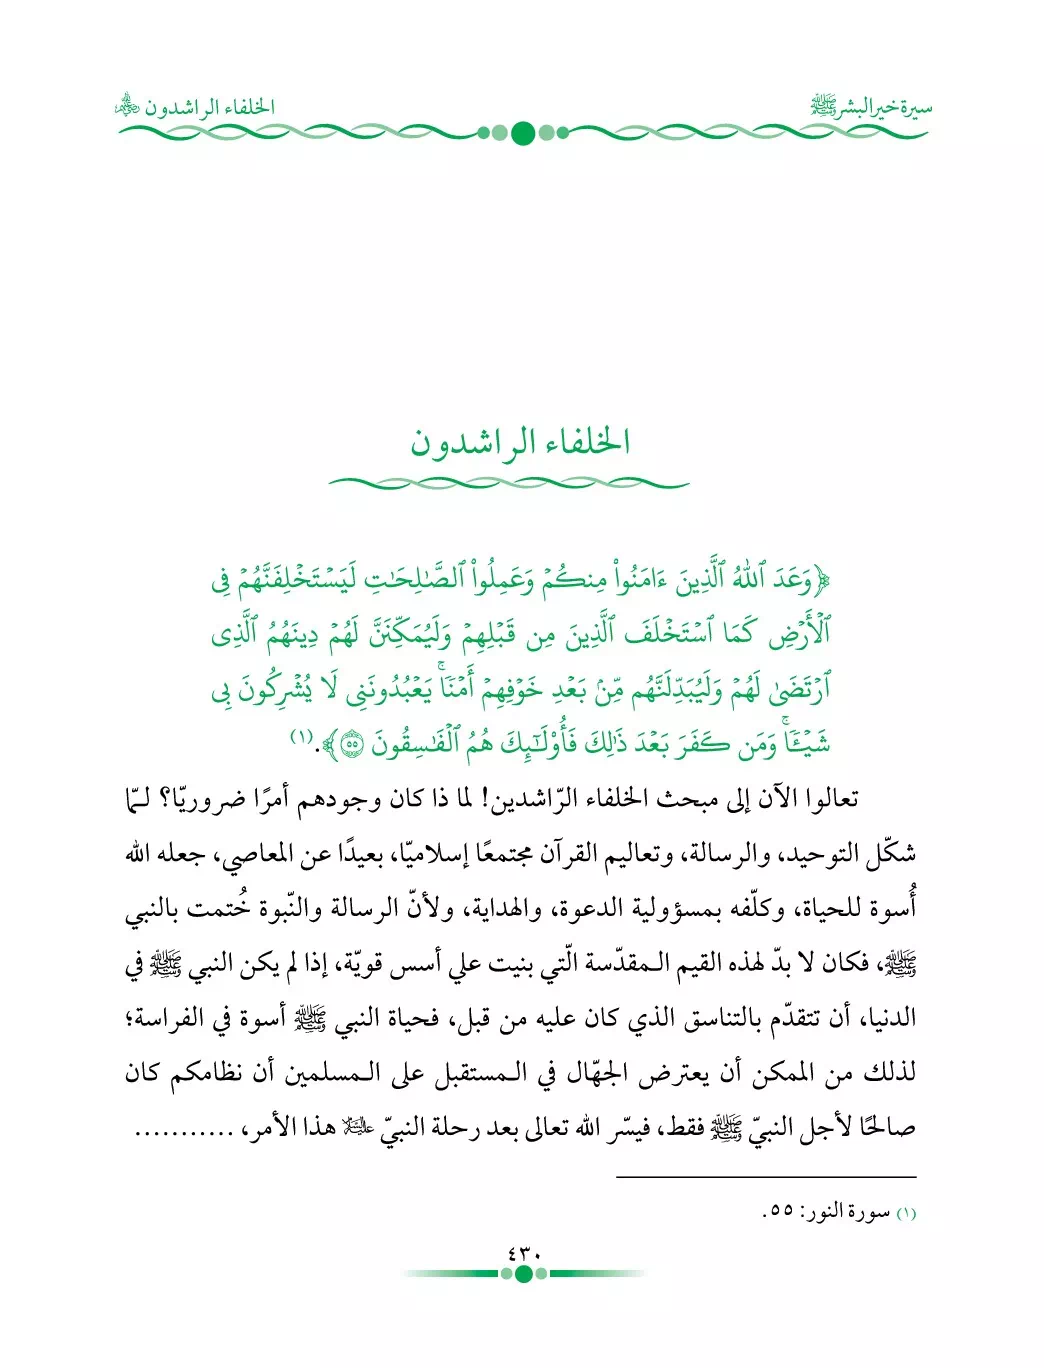 سيرة خير البشر ﷺ
الخلفاء الراشدون
الخلفاء الراشدون
﴿وَعَدَ ٱللَّهُ ٱلَّذِينَ ءَامَنُوا۟ مِنكُمْ وَعَمِلُوا۟ ٱلصَّـٰلِحَـٰتِ لَيَسْتَخْلِفَنَّهُمْ فِى
ٱلْأَرْضِ كَمَا ٱسْتَخْلَفَ ٱلَّذِينَ مِن قَبْلِهِمْ وَلَيُمَكِّنَنَّ لَهُمْ دِينَهُمُ ٱلَّذِى
ٱرْتَضَىٰ لَهُمْ وَلَيُبَدِّلَنَّهُم مِّنۢ بَعْدِ خَوْفِهِمْ أَمْنًا ۚ يَعْبُدُونَنِى لَا يُشْرِكُونَ بِى
شَيْـًٔا ۚ وَمَن كَفَرَ بَعْدَ ذَٰلِكَ فَأُو۟لَـٰٓئِكَ هُمُ ٱلْفَـٰسِقُونَ ٥٥﴾.(١)
تعالوا الآن إلى مبحث الخلفاء الرّاشدين! لما ذا كان وجودهم أمرًا ضروريًّا؟ لـمّا
شكّل التوحيد، والرسالة، وتعاليم القرآن مجتمعًا إسلاميًّا، بعيدًا عن المعاصي، جعله الله
أُسوة للحياة، وكلّفه بمسؤولية الدعوة، والهداية، ولأنّ الرسالة والنّبوة خُتمت بالنبي
ﷺ، فكان لا بدّ لهذه القيم الـمقدّسة الّتي بنيت علي أسس قويّة، إذا لم يكن النبي ﷺ في
الدنيا، أن تتقدّم بالتناسق الذي كان عليه من قبل، فحياة النبي ﷺ أسوة في الفراسة؛
لذلك من الممكن أن يعترض الجهّال في الـمستقبل على الـمسلمين أن نظامكم كان
صالحًا لأجل النبيّ ﷺ فقط، فيسّر الله تعالى بعد رحلة النبيّ عليه السلام هذا الأمر، ...........
(١) سورة النور: ٥٥.
٤٣٠